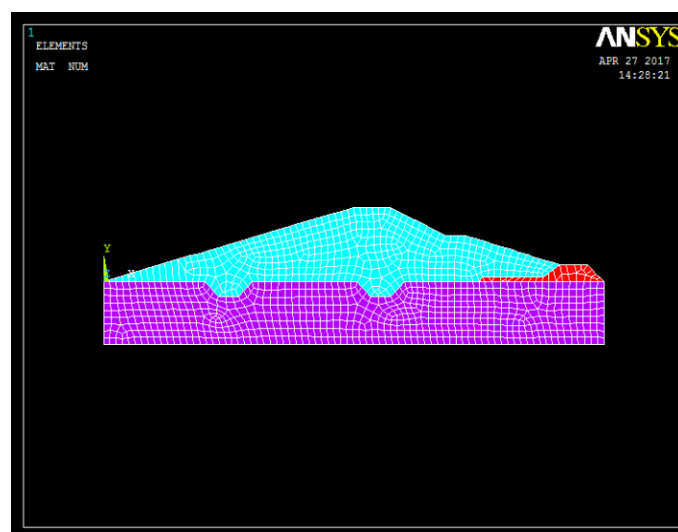 1
ELEMENTS
MAT NUM
ANSYS
APR 27 2017
14:28:21
Y
X